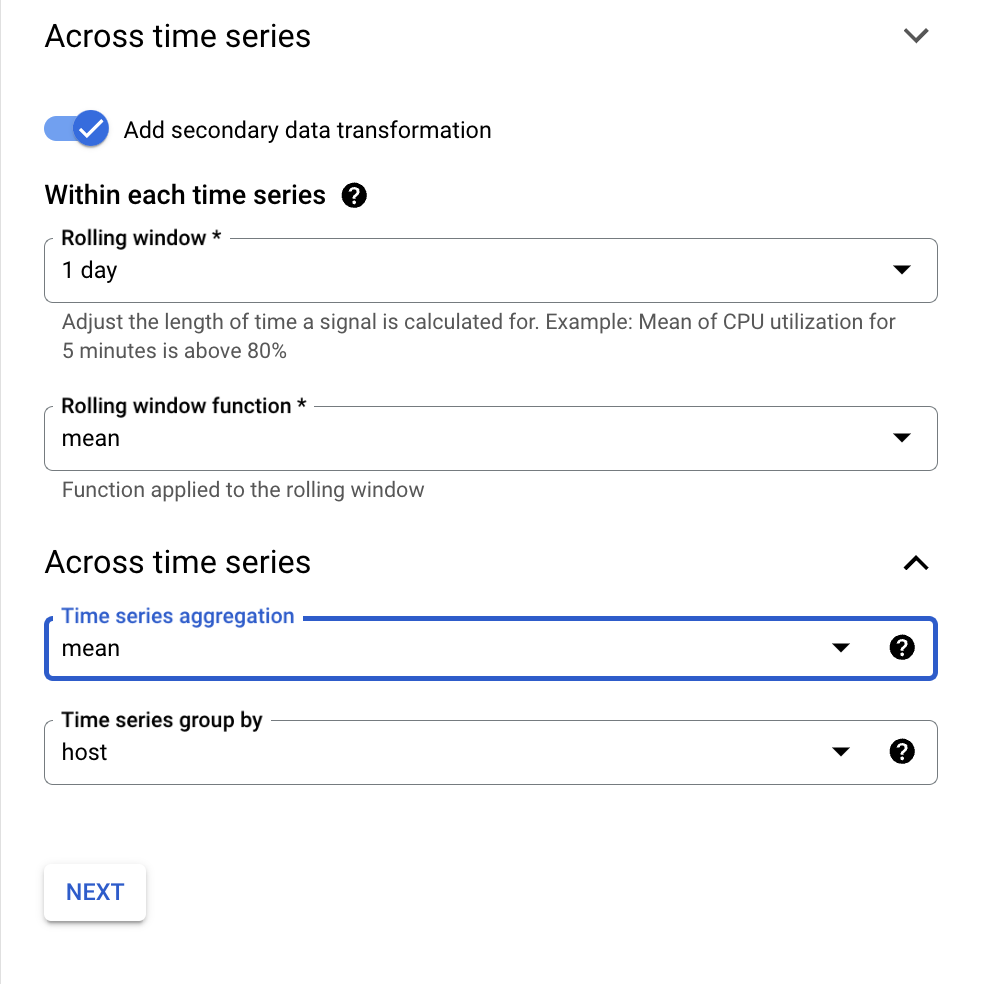 Across time series
Add secondary data transformation
Within each time series ?
Rolling window *
1 day
Adjust the length of time a signal is calculated for. Example: Mean of CPU utilization for
5 minutes is above 80%
Rolling window function *
mean
Function applied to the rolling window
Across time series
Time series aggregation
mean ?
Time series group by
host ?
NEXT